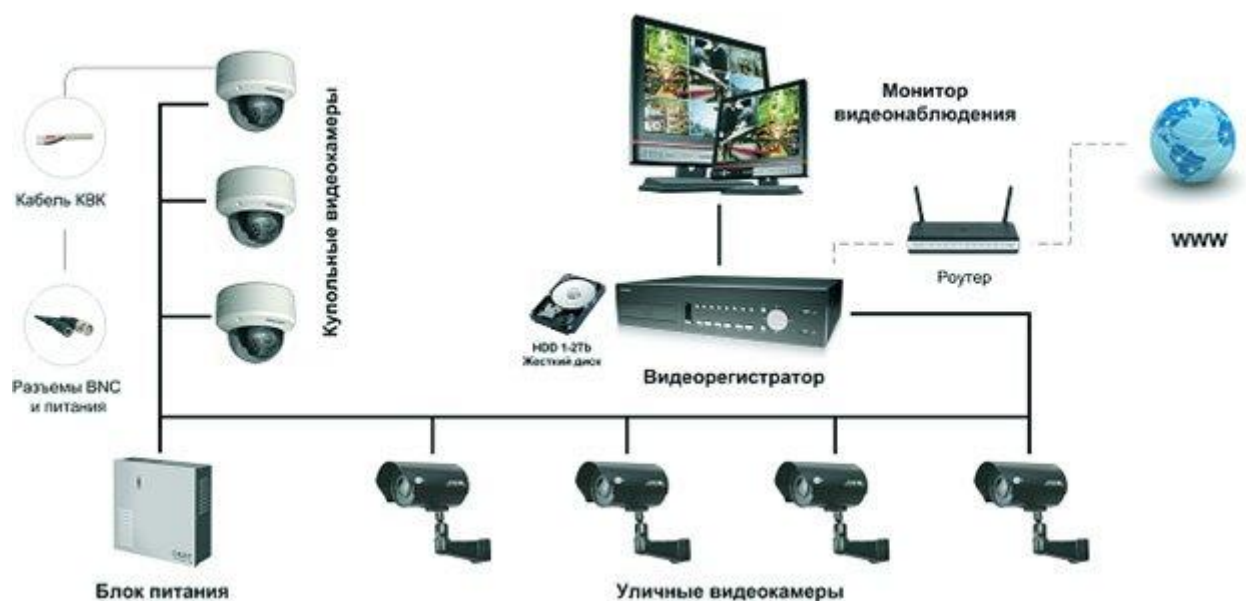 Монитор
видеонаблюдения
Купольные видеокамеры
Кабель КВК
www
Роутер
HDD 1-2Tb
Жесткий диск
Видеорегистратор
Разъемы BNC
и питания
Блок питания
Уличные видеокамеры